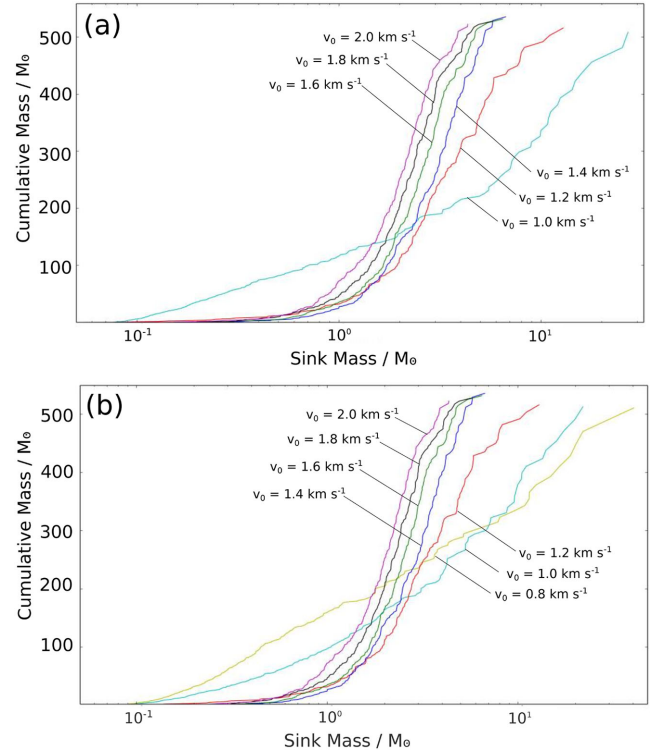 (a)
500
400
300
200
100
Cumulative Mass / M⊙
v₀ = 2.0 km s⁻¹
v₀ = 1.8 km s⁻¹
v₀ = 1.6 km s⁻¹
v₀ = 1.4 km s⁻¹
v₀ = 1.2 km s⁻¹
v₀ = 1.0 km s⁻¹
10⁻¹ 10⁰ 10¹
Sink Mass / M⊙
(b)
500
400
300
200
100
Cumulative Mass / M⊙
v₀ = 2.0 km s⁻¹
v₀ = 1.8 km s⁻¹
v₀ = 1.6 km s⁻¹
v₀ = 1.4 km s⁻¹
v₀ = 1.2 km s⁻¹
v₀ = 1.0 km s⁻¹
v₀ = 0.8 km s⁻¹
10⁻¹ 10⁰ 10¹
Sink Mass / M⊙